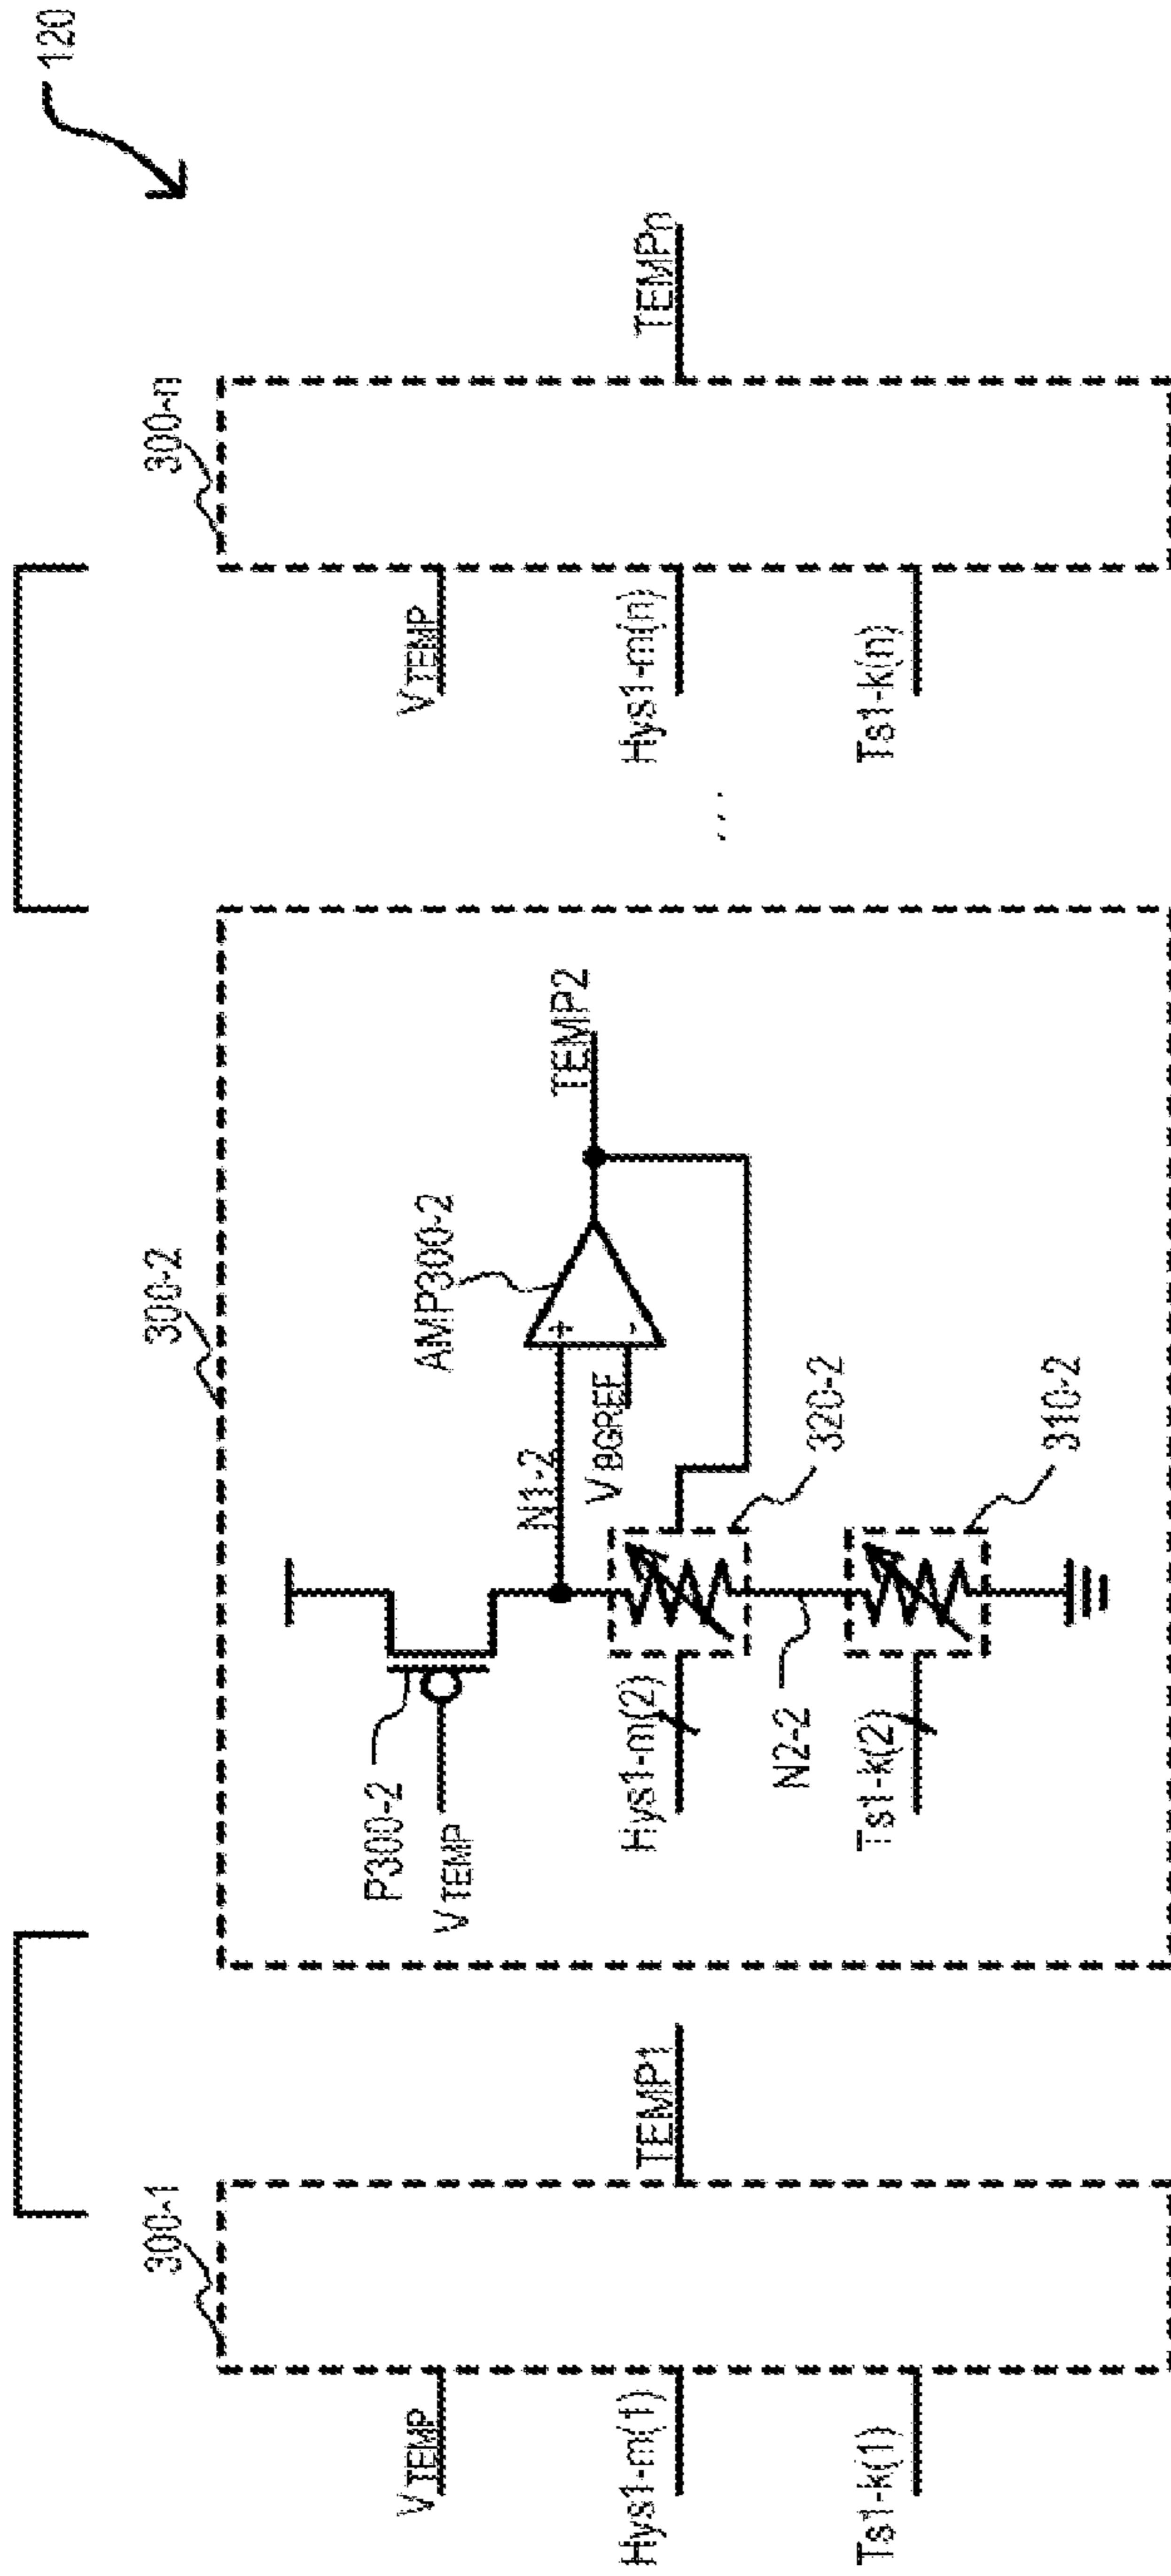 120
300-1
VTEMP
Hys1-m(1)
Ts1-k(1)
TEMP1
300-2
P300-2
VTEMP
N1-2
AMP300-2
+
-
VBGREF
TEMP2
Hys1-m(2)
320-2
N2-2
Ts1-k(2)
310-2
...
300-n
VTEMP
Hys1-m(n)
Ts1-k(n)
TEMPn